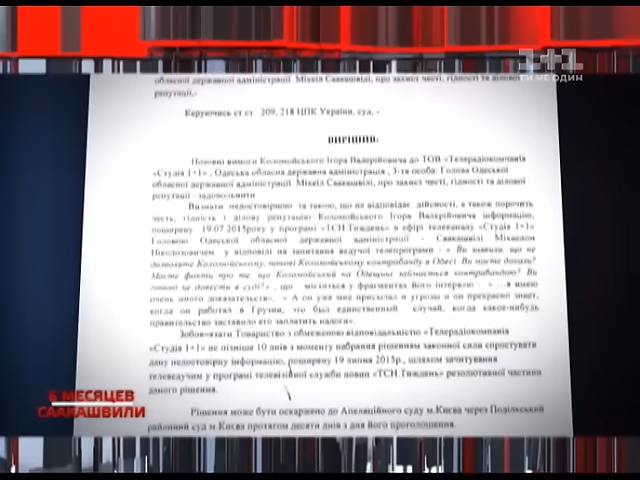 1+1
ТИ НЕ ОДИН
обласної державної адміністрації Міхеіл Саакашвілі, про захист честі, гідності та ділової
репутації,-
Керуючись ст.ст. 209, 218 ЦПК України, суд, -
ВИРІШИВ:
Позовні вимоги Коломойського Ігоря Валерійовича до ТОВ «Телерадіокомпанія
«Студія 1+1» , Одеська обласна державна адміністрація , 3-тя особа: Голова Одеської
обласної державної адміністрації Міхеіл Саакашвілі, про захист честі, гідності та ділової
репутації - задовольнити
Визнати недостовірною та такою, що не відповідає дійсності, а також порочить
честь, гідність і ділову репутацію Коломойського Ігоря Валерійовича інформацію,
поширену 19.07.2015року у програмі «ТСН.Тиждень» в ефірі телеканалу «Студія 1+1»
Головою Одеської обласної державної адміністрації - Саакашвілі Міхеілом
Ніколозовичем у відповіді на запитання ведучої телепрограми : « Ви заявили що не
дозволите Коломойському, покові Коломойському контрабанду в Одесі. Ви маєте докази?
Маєте факти про те що Коломойський на Одещині займається контрабандою? Ви
готові це довести в суді?» , що міститься у фрагментах його інтервю - «...я имею
очень много доказательств». - « А он уже мне присылал и угрозы и он прекрасно знает,
когда он работал в Грузии, это был единственный случай, когда какое-нибудь
правительство заставило его заплатить налоги».
Зобов»язати Товариство з обмеженою відповідальністю «Телерадіокомпанія
«Студія 1+1» не пізніше 10 днів з моменту набрання рішенням законної сили спростувати
дану недостовірну інформацію, поширену 19 липня 2015р., шляхом зачитування
телеведучим у програмі телевізійної служби новин «ТСН.Тиждень» резолютивної частини
даного рішення.
Рішення може бути оскаржено до Апеляційного суду м.Києва через Подільський
районний суд м.Києва протягом десяти днів з дня його проголошення.
6 МЕСЯЦЕВ
СААКАШВИЛИ